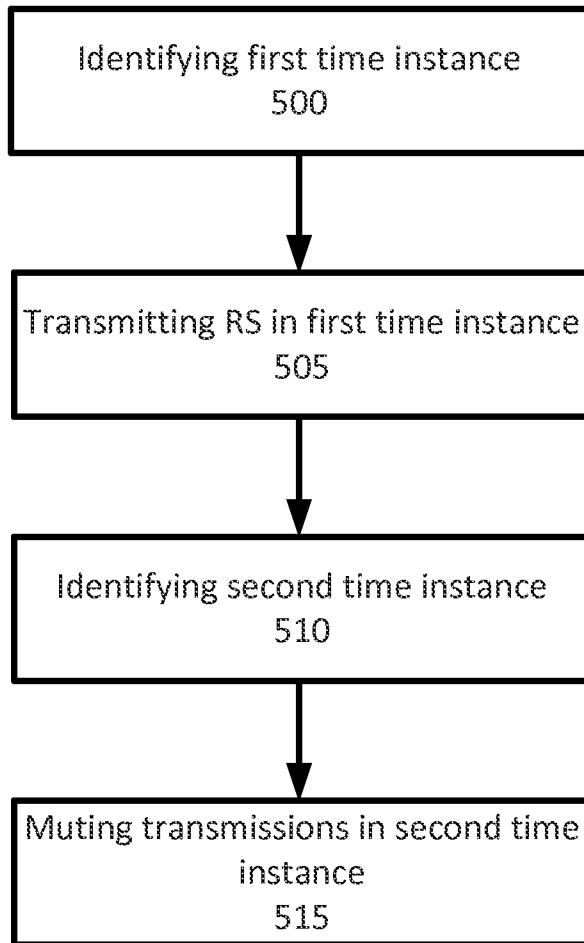 Identifying first time instance
500
Transmitting RS in first time instance
505
Identifying second time instance
510
Muting transmissions in second time
instance
515